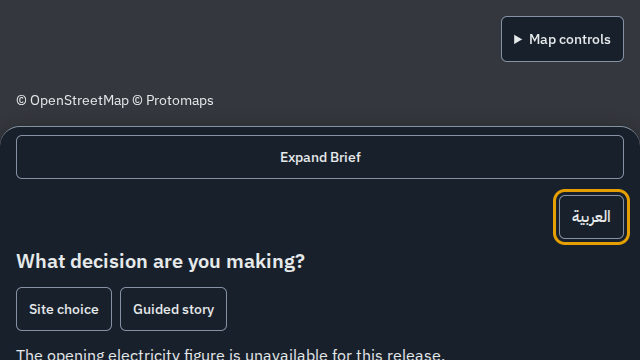 ▶ Map controls
© OpenStreetMap © Protomaps
Expand Brief
العربية
What decision are you making?
Site choice
Guided story
The opening electricity figure is unavailable for this release.